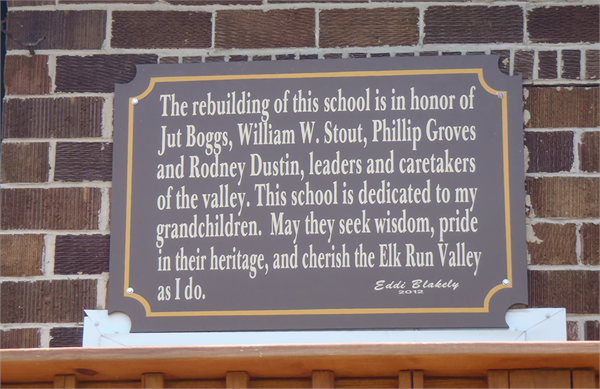 The rebuilding of this school is in honor of
Jut Boggs, William W. Stout, Phillip Groves
and Rodney Dustin, leaders and caretakers
of the valley. This school is dedicated to my
grandchildren. May they seek wisdom, pride
in their heritage, and cherish the Elk Run Valley
as I do.
Eddi Blakely
2012